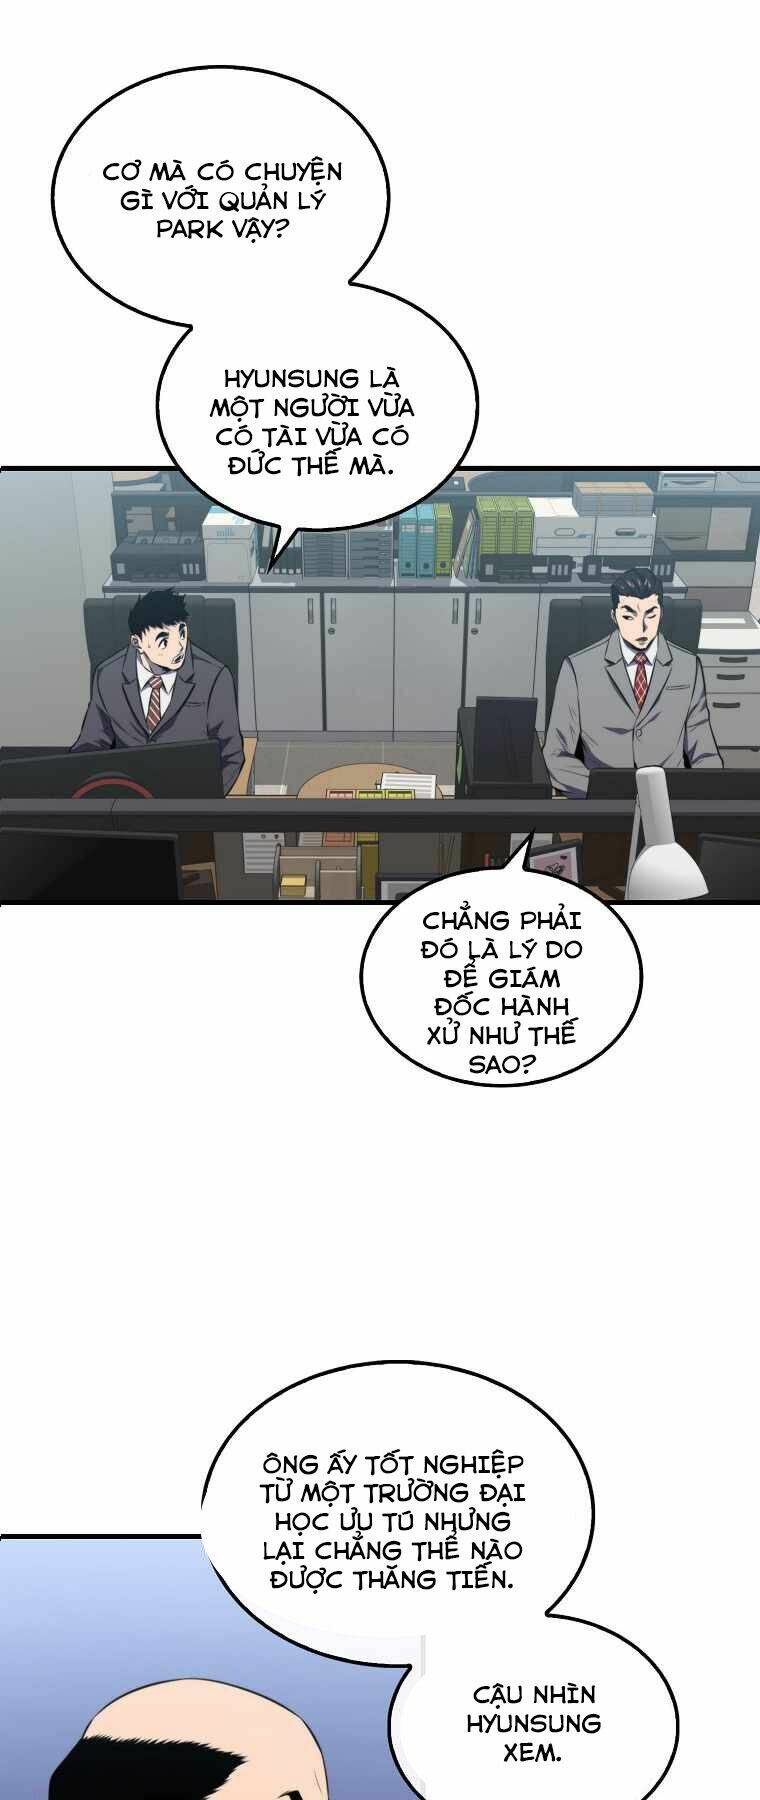 CƠ MÀ CÓ CHUYỆN
GÌ VỚI QUẢN LÝ
PARK VẬY?
HYUNSUNG LÀ
MỘT NGƯỜI VỪA
CÓ TÀI VỪA CÓ
ĐỨC THẾ MÀ.
milk
CHẲNG PHẢI
ĐÓ LÀ LÝ DO
ĐỂ GIÁM
ĐỐC HÀNH
XỬ NHƯ THẾ
SAO?
ÔNG ẤY TỐT NGHIỆP
TỪ MỘT TRƯỜNG ĐẠI
HỌC ƯU TÚ NHƯNG
LẠI CHẲNG THỂ NÀO
ĐƯỢC THĂNG TIẾN.
CẬU NHÌN
HYUNSUNG
XEM.